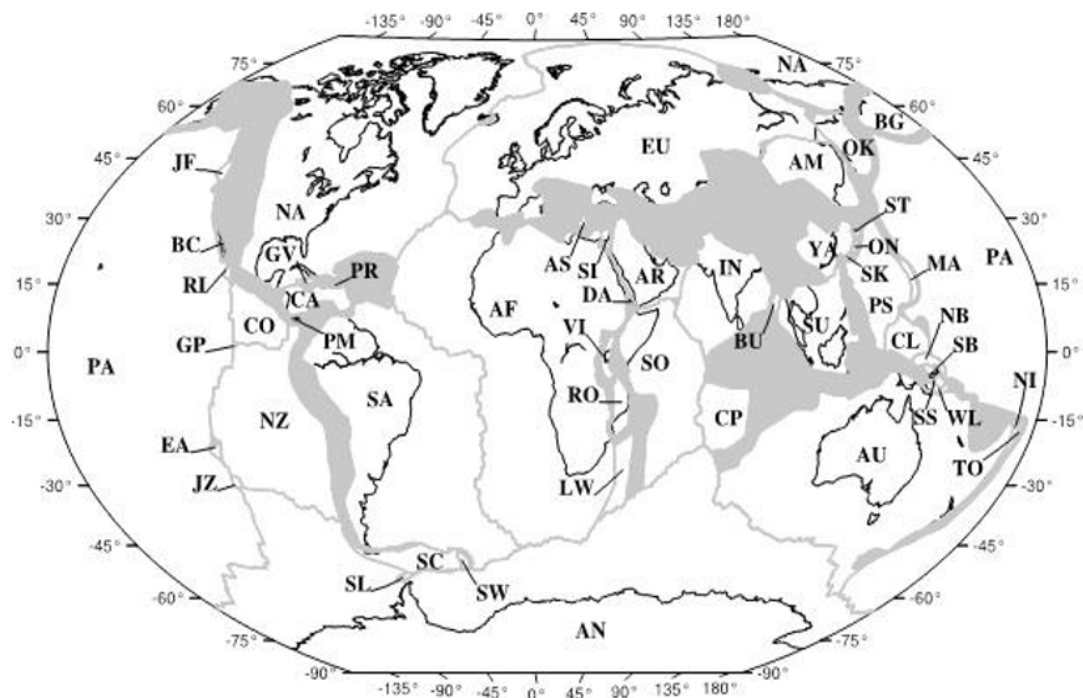 -135° -90° -45° 0° 45° 90° 135° 180°
75° NA 75°
60° BG 60°
JF EU AM OK
45° 45°
30° NA ST 30°
BC GV YA ON
AS SI AR IN SK MA PA
RI PR
15° CA DA PS 15°
CO AF VI SU CL NB
GP PM BU SB
0° SO 0°
PA NI
SA RO
-15° NZ CP SS WL -15°
EA AU TO
JZ LW
-30° -30°
-45° -45°
SC
SL SW
-60° -60°
AN
-75° -75°
-90° -90°
-135° -90° -45° 0° 45° 90° 135° 180°